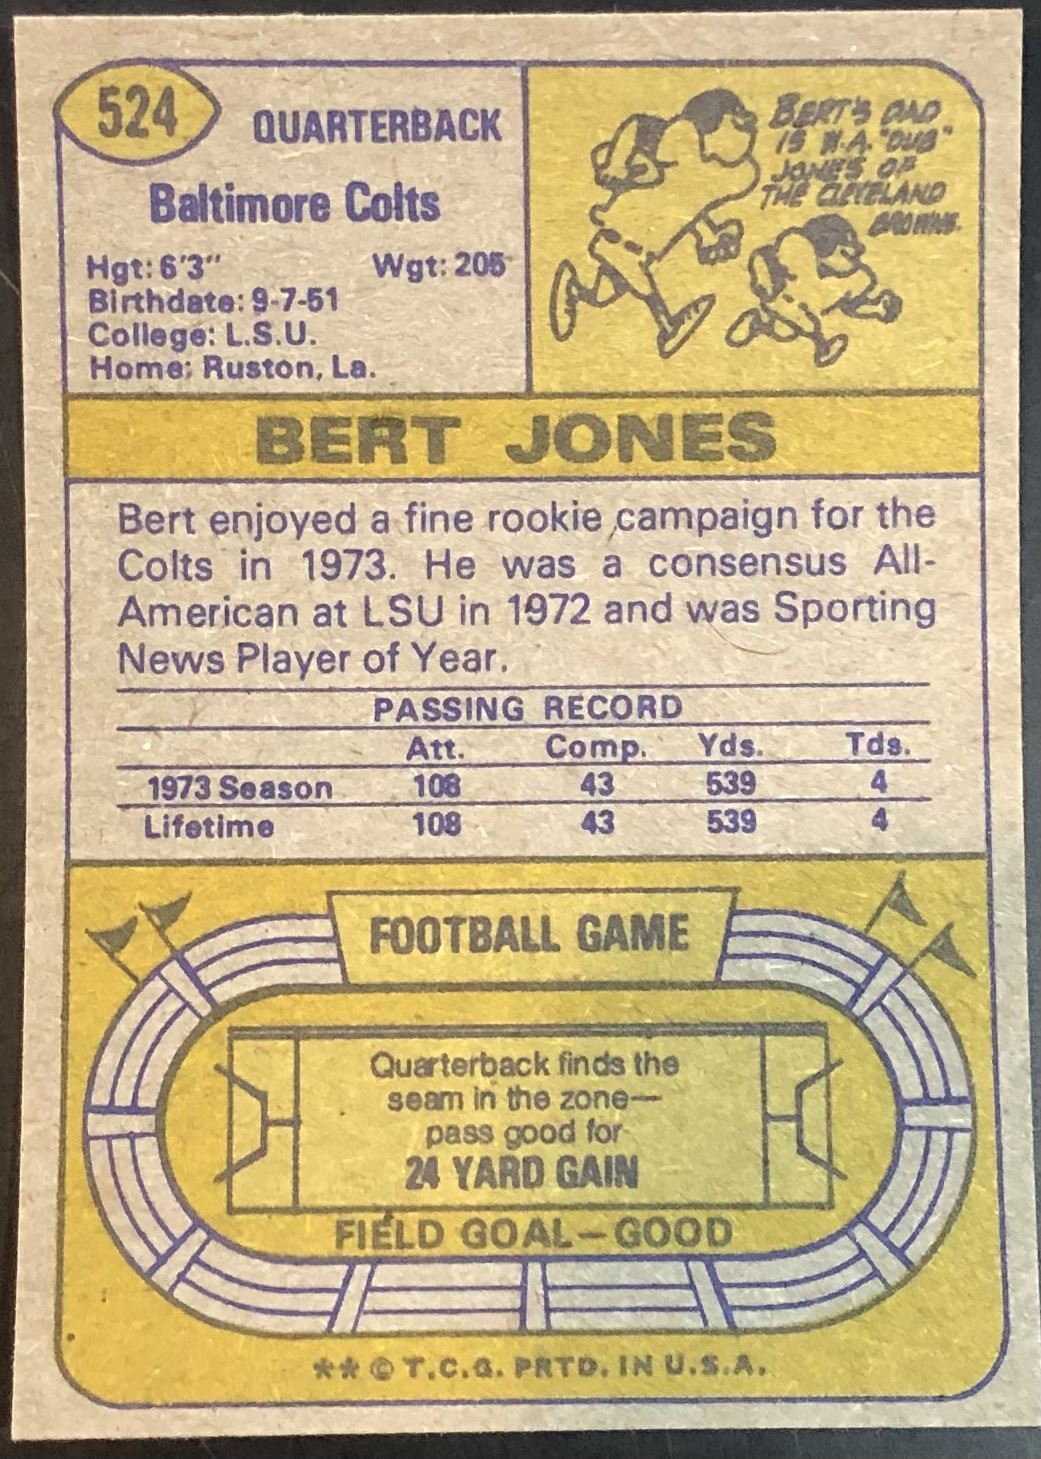 524
QUARTERBACK
Baltimore Colts
Hgt: 6'3" Wgt: 205
Birthdate: 9-7-51
College: L.S.U.
Home: Ruston, La.
BERT'S DAD
IS W.A. "DUB"
JONES OF
THE CLEVELAND
BROWNS.
BERT JONES
Bert enjoyed a fine rookie campaign for the
Colts in 1973. He was a consensus All-
American at LSU in 1972 and was Sporting
News Player of Year.
PASSING RECORD
Att. Comp. Yds. Tds.
1973 Season 108 43 539 4
Lifetime 108 43 539 4
FOOTBALL GAME
Quarterback finds the
seam in the zone—
pass good for
24 YARD GAIN
FIELD GOAL—GOOD
** © T.C.G. PRTD. IN U.S.A.